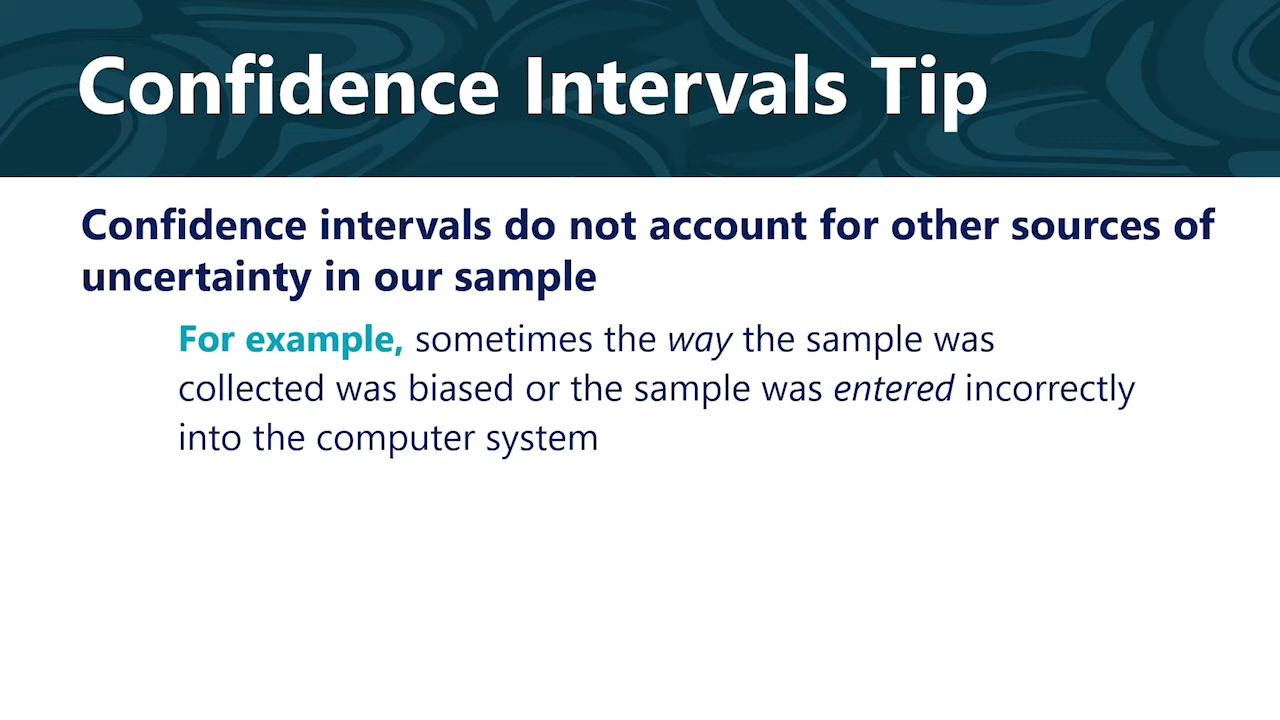 Confidence Intervals Tip
Confidence intervals do not account for other sources of
uncertainty in our sample
For example, sometimes the way the sample was
collected was biased or the sample was entered incorrectly
into the computer system